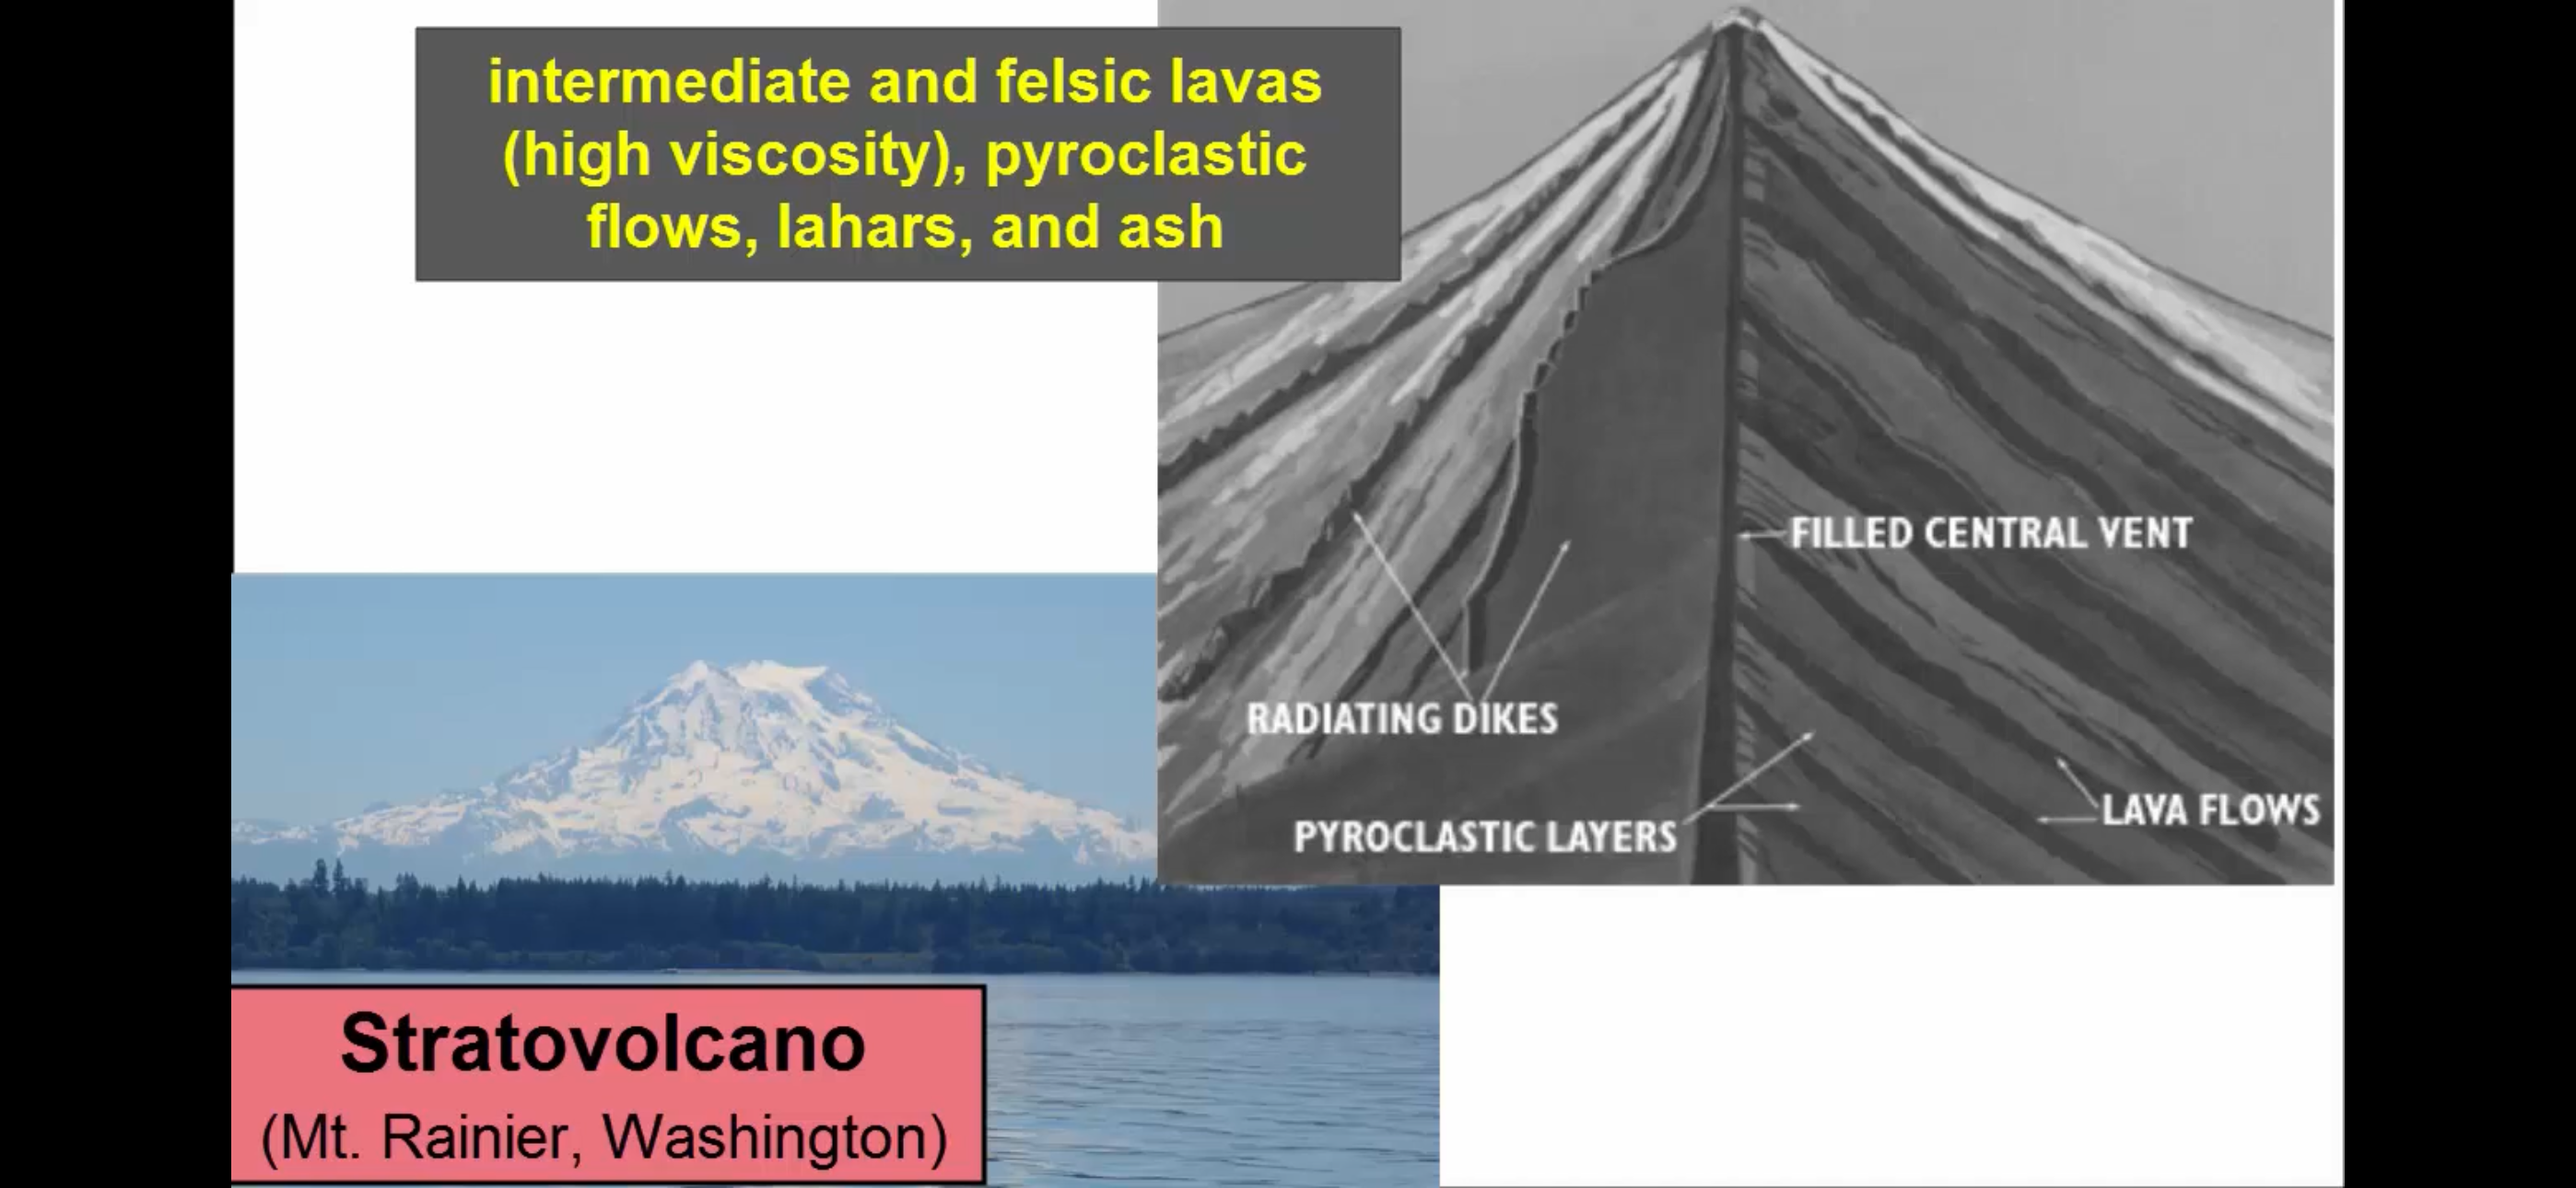 intermediate and felsic lavas
(high viscosity), pyroclastic
flows, lahars, and ash
FILLED CENTRAL VENT
RADIATING DIKES
PYROCLASTIC LAYERS
LAVA FLOWS
Stratovolcano
(Mt. Rainier, Washington)